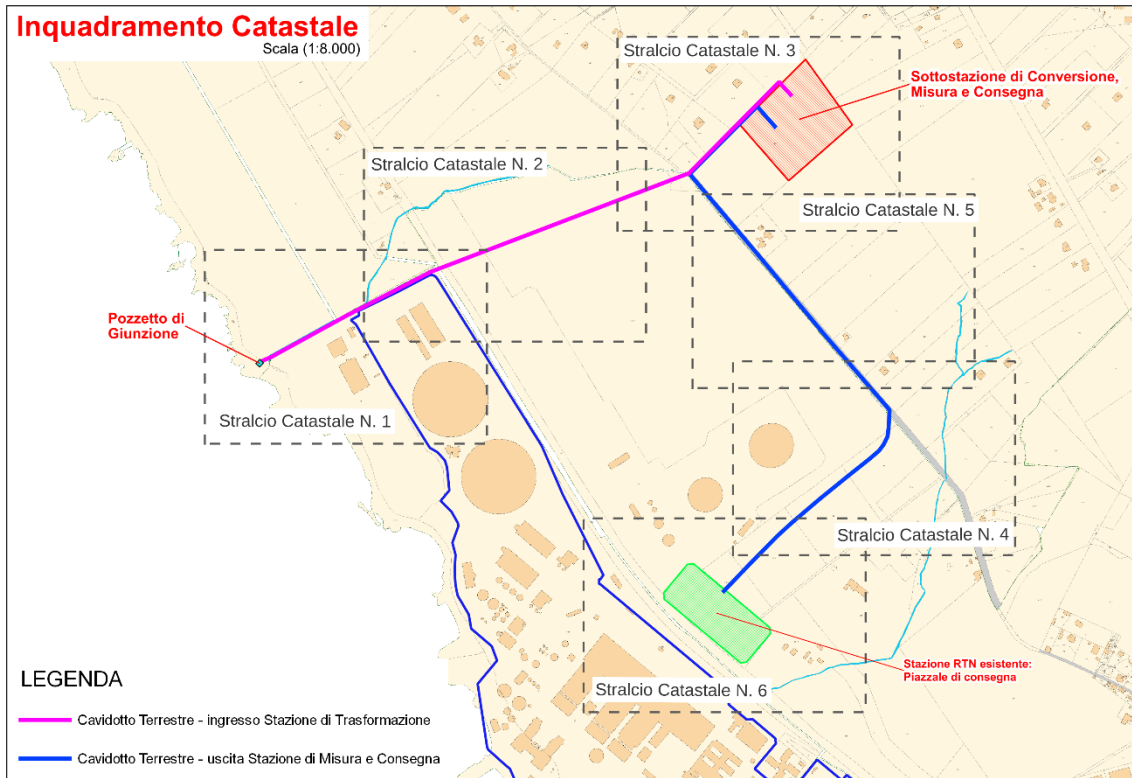 Inquadramento Catastale
Scala (1:8.000)
Stralcio Catastale N. 3
Sottostazione di Conversione,
Misura e Consegna
Stralcio Catastale N. 2
Stralcio Catastale N. 5
Pozzetto di
Giunzione
Stralcio Catastale N. 1
Stralcio Catastale N. 4
Stazione RTN esistente:
Piazzale di consegna
Stralcio Catastale N. 6
LEGENDA
Cavidotto Terrestre - ingresso Stazione di Trasformazione
Cavidotto Terrestre - uscita Stazione di Misura e Consegna